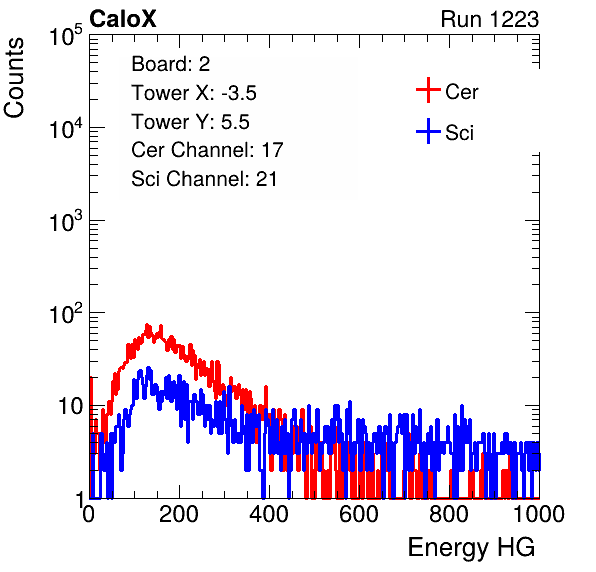 CaloX Run 1223
Counts
10^5
10^4
10^3
10^2
10
1
Board: 2
Tower X: -3.5
Tower Y: 5.5
Cer Channel: 17
Sci Channel: 21
Cer
Sci
0 200 400 600 800 1000
Energy HG